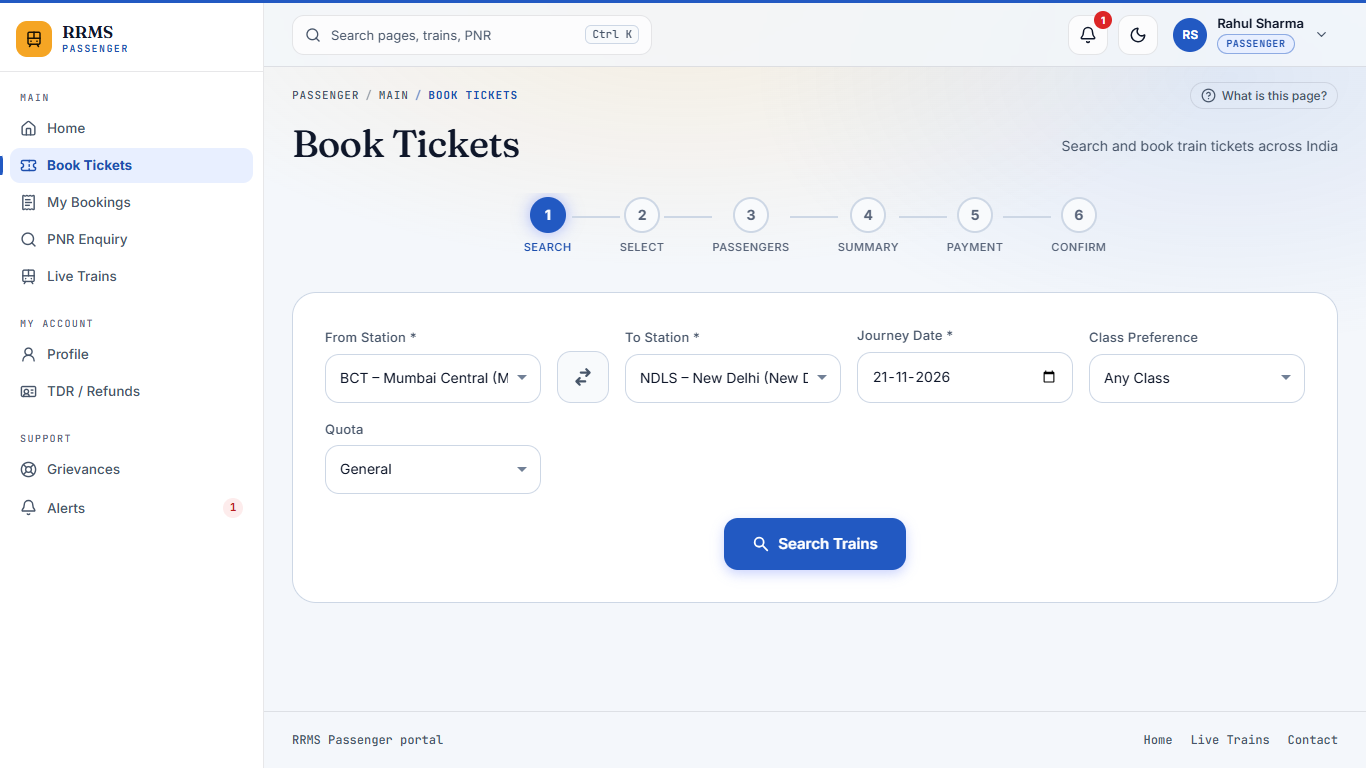 RRMS
PASSENGER
Search pages, trains, PNR
Ctrl K
1
RS
Rahul Sharma
PASSENGER
MAIN
Home
Book Tickets
My Bookings
PNR Enquiry
Live Trains
MY ACCOUNT
Profile
TDR / Refunds
SUPPORT
Grievances
Alerts
1
PASSENGER / MAIN / BOOK TICKETS
What is this page?
Book Tickets
Search and book train tickets across India
1
SEARCH
2
SELECT
3
PASSENGERS
4
SUMMARY
5
PAYMENT
6
CONFIRM
From Station *
BCT – Mumbai Central (M
To Station *
NDLS – New Delhi (New D
Journey Date *
21-11-2026
Class Preference
Any Class
Quota
General
Search Trains
RRMS Passenger portal
Home
Live Trains
Contact